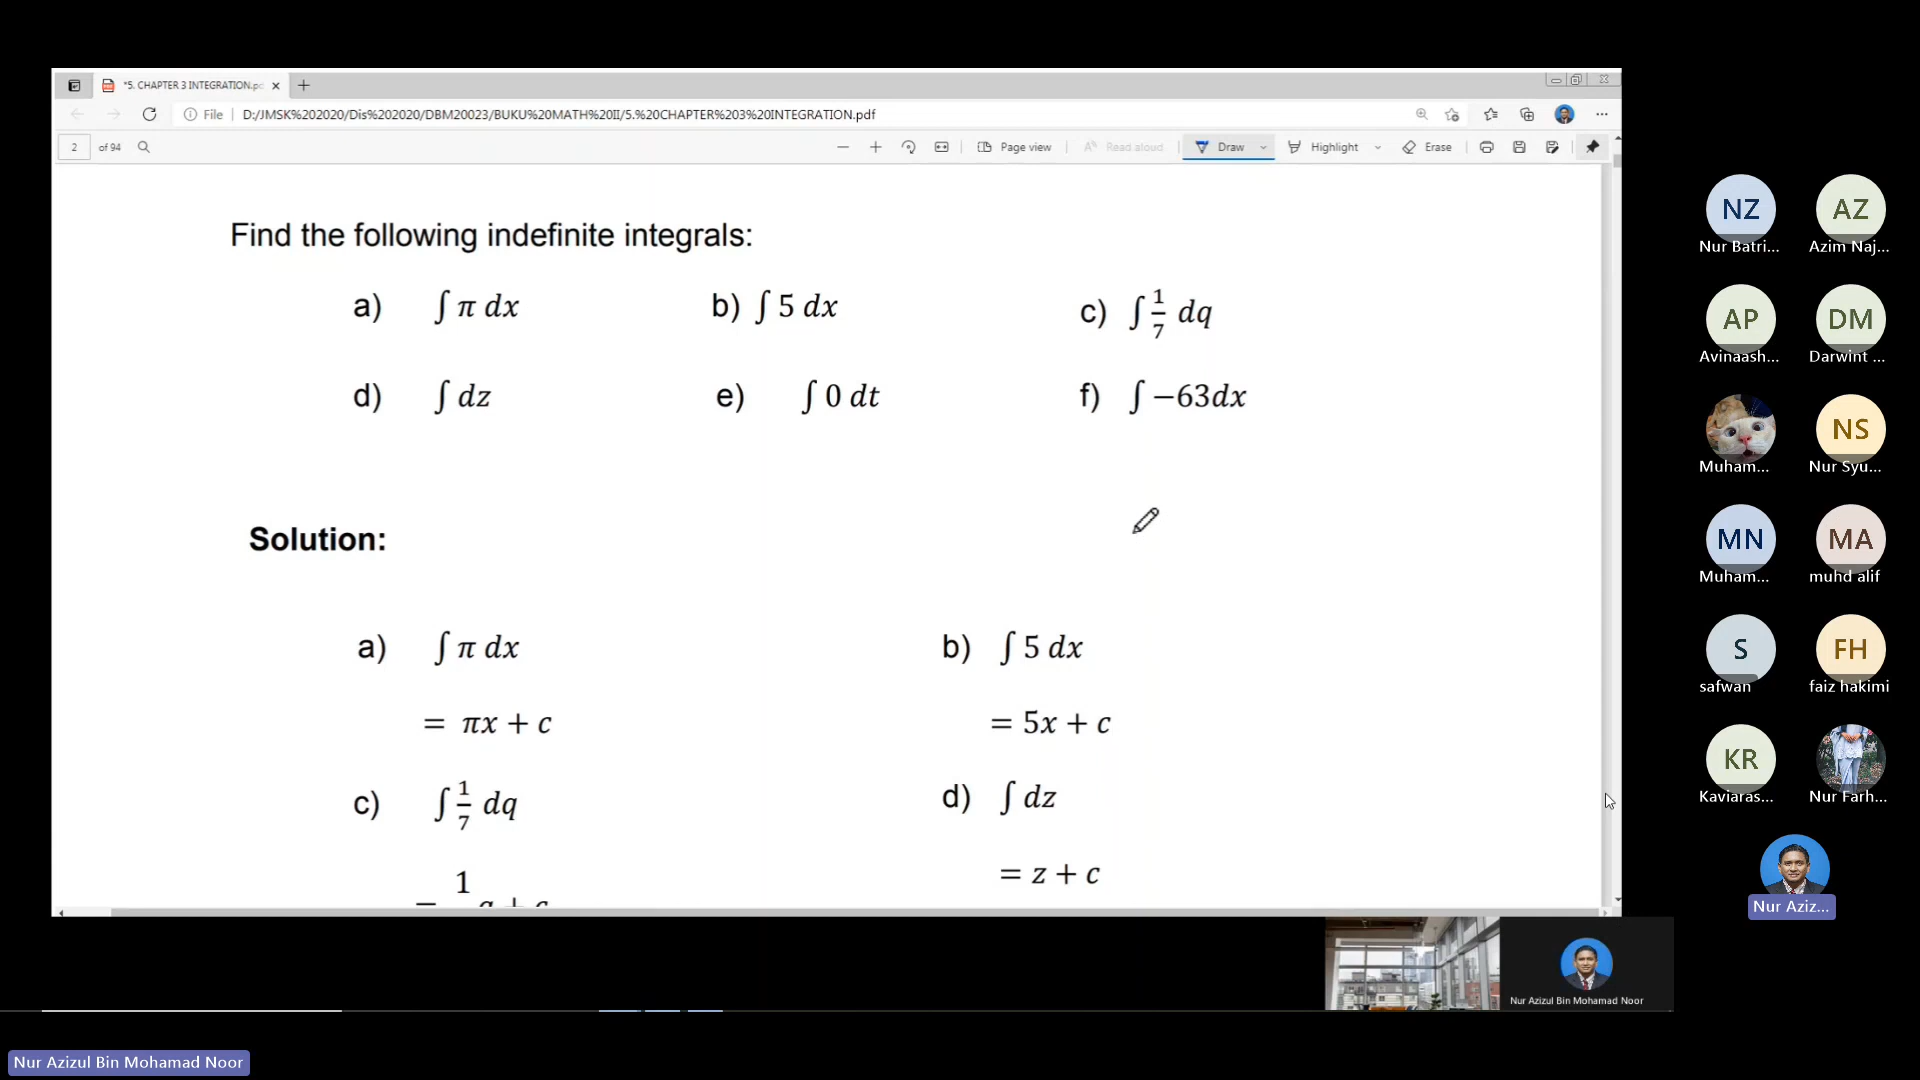 *5. CHAPTER 3 INTEGRATION.pc
File D:/JMSK%202020/Dis%202020/DBM20023/BUKU%20MATH%20II/5.%20CHAPTER%203%20INTEGRATION.pdf
2 of 94 Page view Read aloud Draw Highlight Erase
Find the following indefinite integrals:
a) ∫ π dx b) ∫ 5 dx c) ∫ 1/7 dq
d) ∫ dz e) ∫ 0 dt f) ∫ −63dx
Solution:
a) ∫ π dx b) ∫ 5 dx
= πx + c = 5x + c
c) ∫ 1/7 dq d) ∫ dz
= z + c
1
= q + c
NZ AZ
Nur Batri... Azim Naj...
AP DM
Avinaash... Darwint ...
NS
Muham... Nur Syu...
MN MA
Muham... muhd alif
S FH
safwan faiz hakimi
KR
Kaviaras... Nur Farh...
Nur Aziz...
Nur Azizul Bin Mohamad Noor
Nur Azizul Bin Mohamad Noor